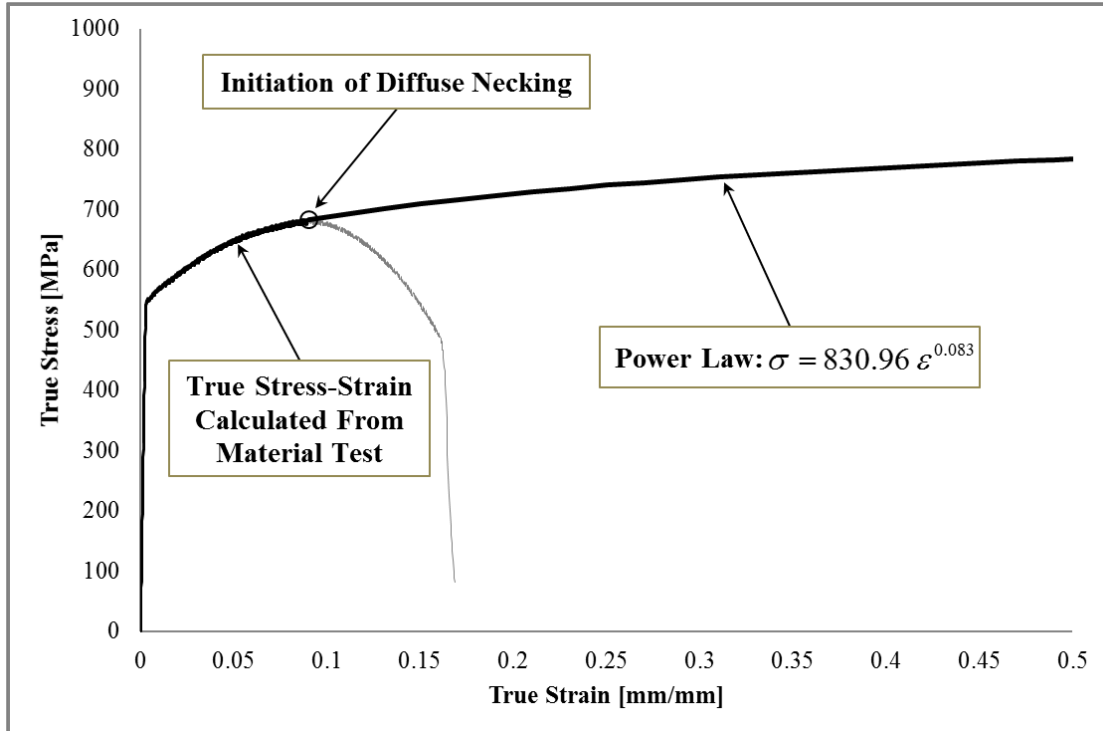 1000
900
800
700
600
500
400
300
200
100
0
True Stress [MPa]
Initiation of Diffuse Necking
True Stress-Strain
Calculated From
Material Test
Power Law: σ = 830.96 ε^0.083
0 0.05 0.1 0.15 0.2 0.25 0.3 0.35 0.4 0.45 0.5
True Strain [mm/mm]